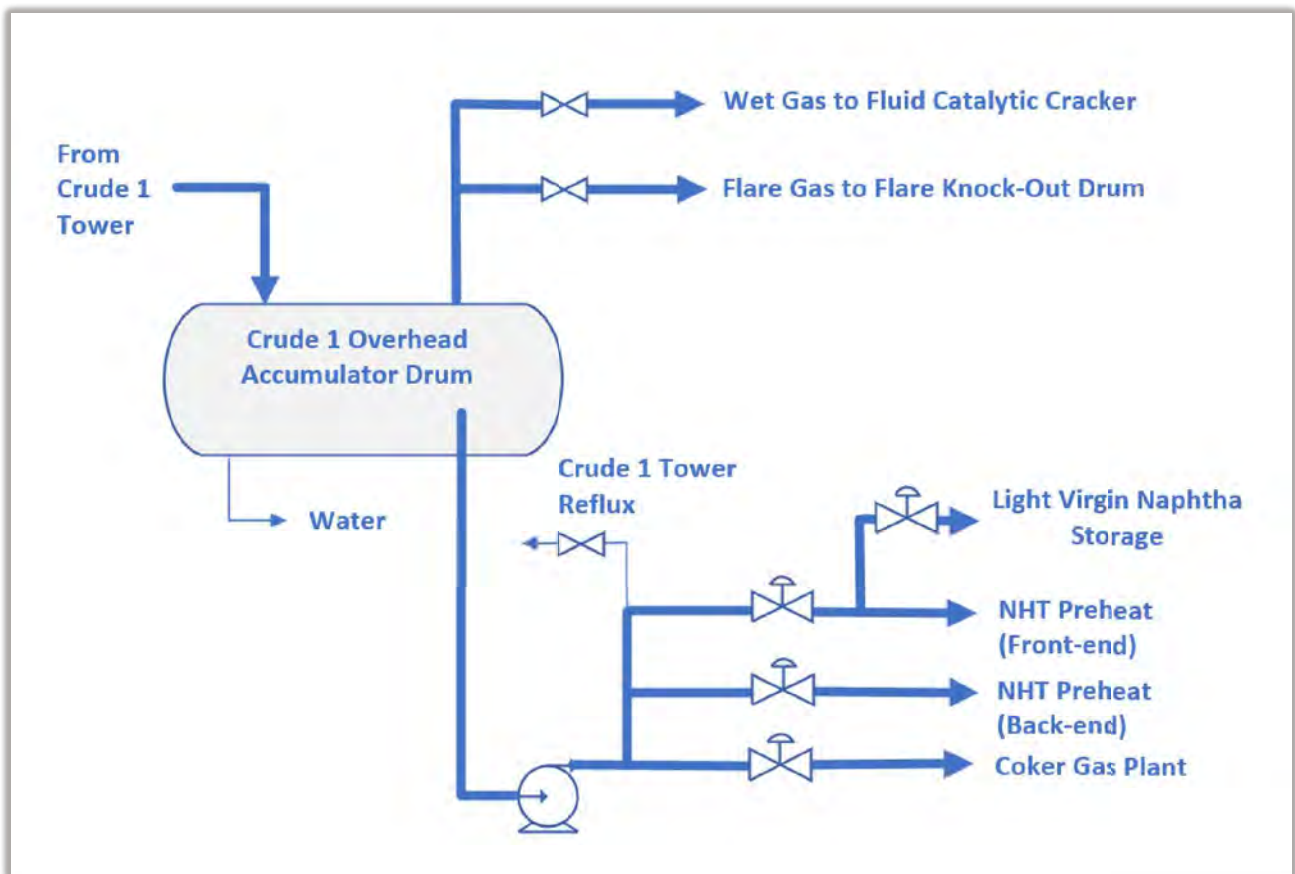 Wet Gas to Fluid Catalytic Cracker
From
Crude 1
Tower
Flare Gas to Flare Knock-Out Drum
Crude 1 Overhead
Accumulator Drum
Crude 1 Tower
Reflux
Water
Light Virgin Naphtha
Storage
NHT Preheat
(Front-end)
NHT Preheat
(Back-end)
Coker Gas Plant